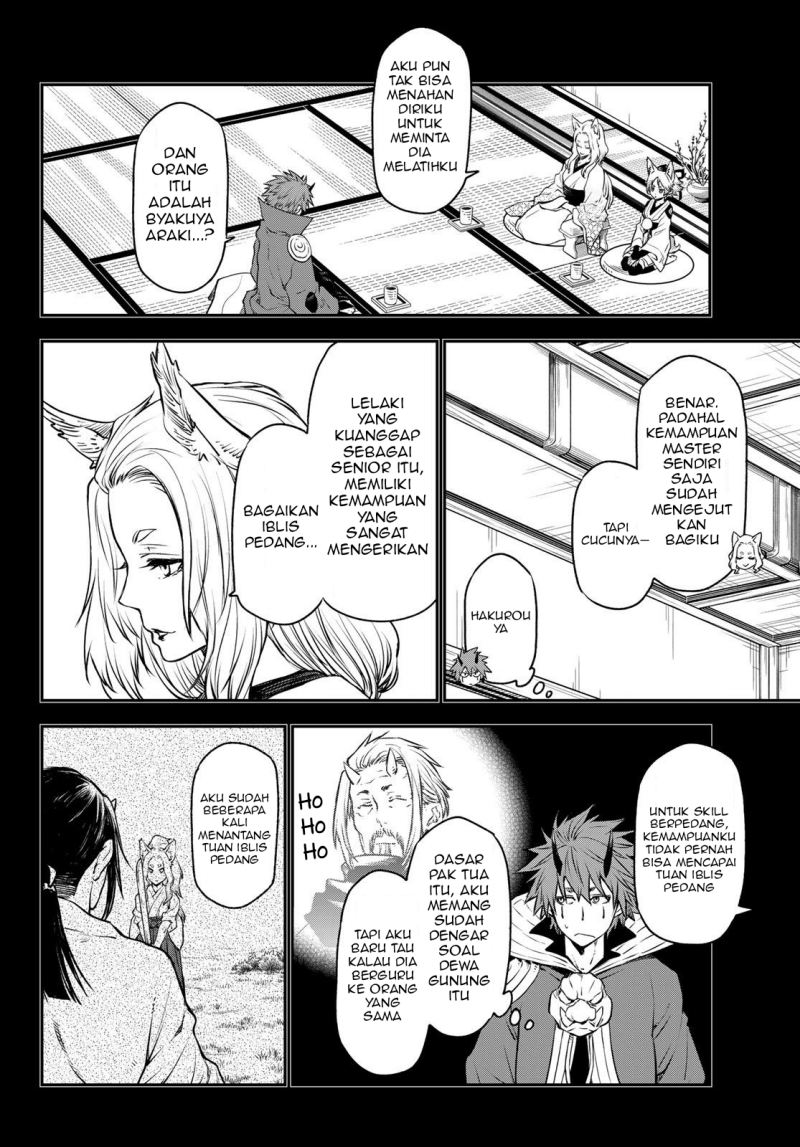 AKU PUN
TAK BISA
MENAHAN
DIRIKU
UNTUK
MEMINTA
DIA
MELATIHKU
DAN
ORANG
ITU
ADALAH
BYAKUYA
ARAKI...?
BENAR.
PADAHAL
KEMAMPUAN
MASTER
SENDIRI
SAJA
SUDAH
MENGEJUT
KAN
BAGIKU
TAPI
CUCUNYA–
HAKUROU
YA
LELAKI
YANG
KUANGGAP
SEBAGAI
SENIOR ITU,
MEMILIKI
KEMAMPUAN
YANG
SANGAT
MENGERIKAN
BAGAIKAN
IBLIS
PEDANG...
UNTUK SKILL
BERPEDANG,
KEMAMPUANKU
TIDAK PERNAH
BISA MENCAPAI
TUAN IBLIS
PEDANG
HO
HO
HO
DASAR
PAK TUA
ITU, AKU
MEMANG
SUDAH
DENGAR
SOAL
DEWA
GUNUNG
ITU
TAPI AKU
BARU TAU
KALAU DIA
BERGURU
KE ORANG
YANG
SAMA
AKU SUDAH
BEBERAPA
KALI
MENANTANG
TUAN IBLIS
PEDANG